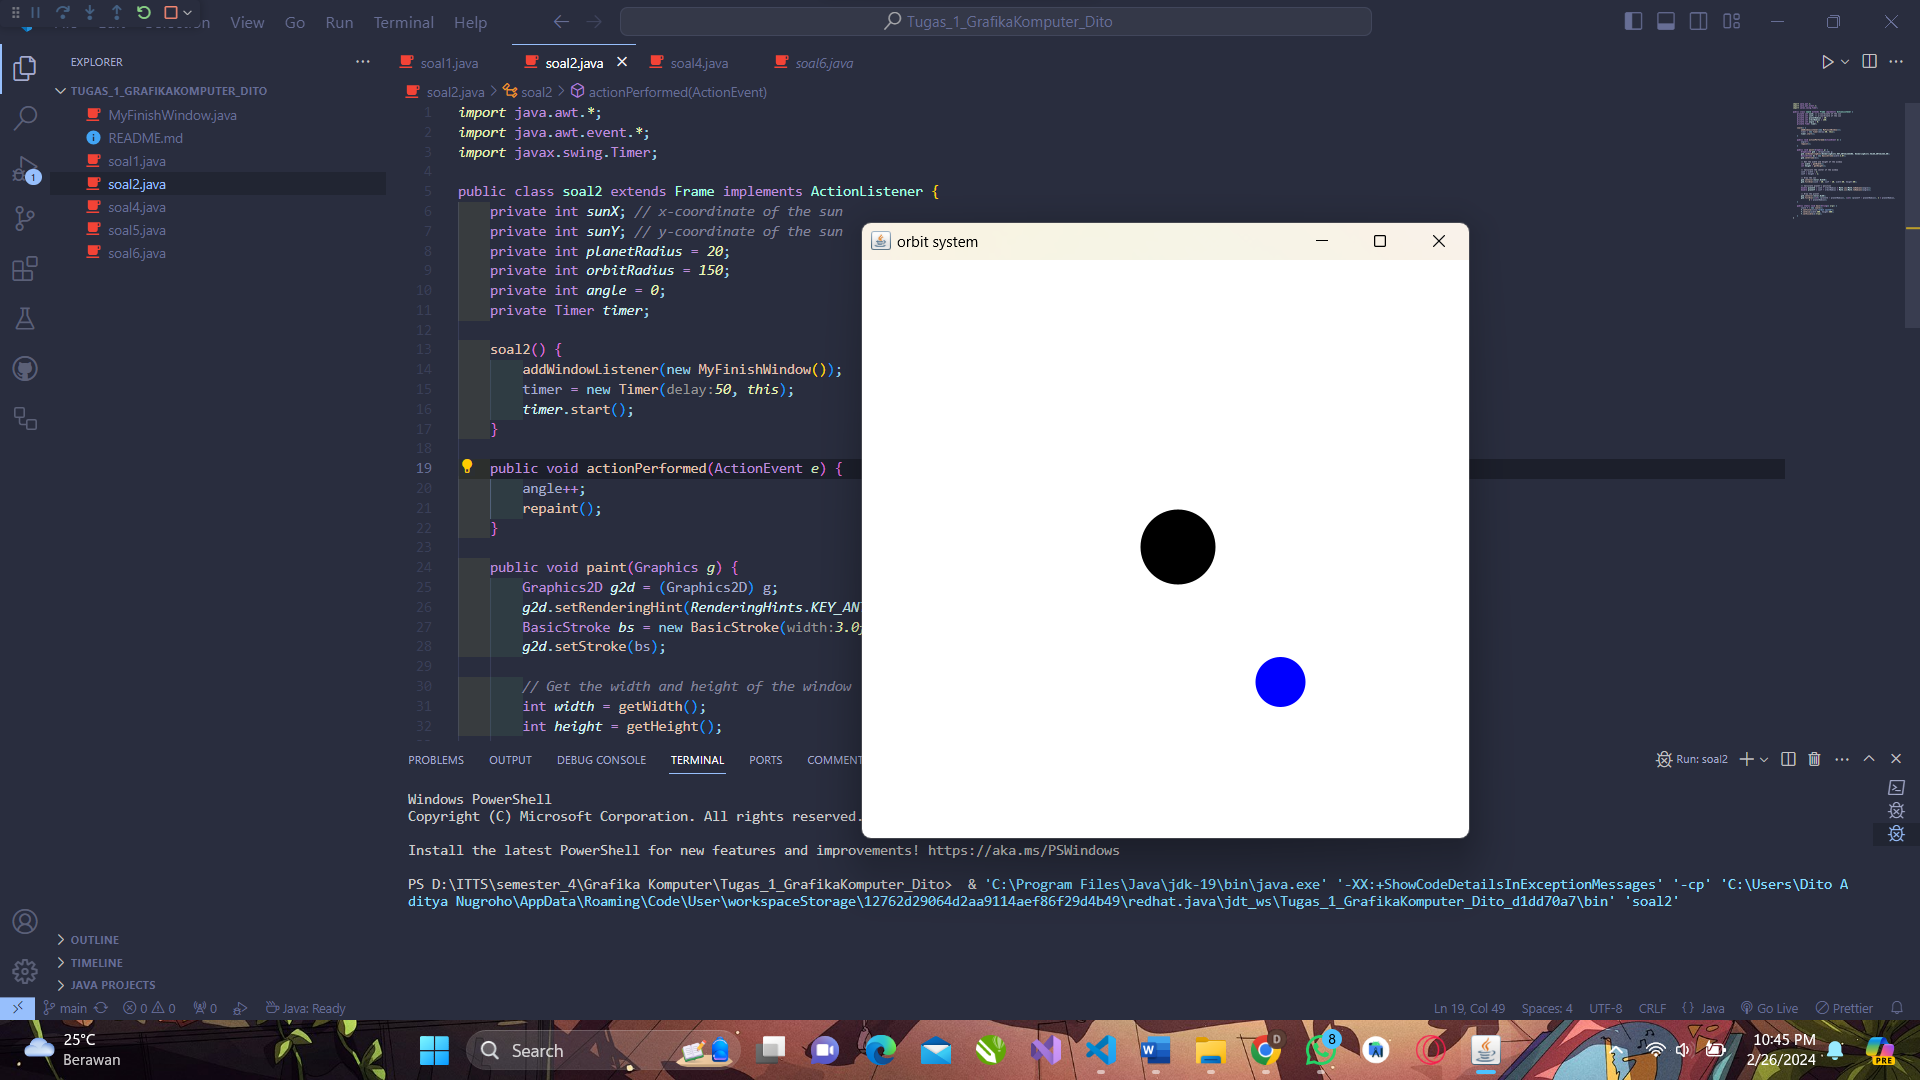 View Go Run Terminal Help
Tugas_1_GrafikaKomputer_Dito
EXPLORER
TUGAS_1_GRAFIKAKOMPUTER_DITO
MyFinishWindow.java
README.md
soal1.java
soal2.java
soal4.java
soal5.java
soal6.java
1
soal1.java soal2.java soal4.java soal6.java
soal2.java > soal2 > actionPerformed(ActionEvent)
1 import java.awt.*;
2 import java.awt.event.*;
3 import javax.swing.Timer;
4
5 public class soal2 extends Frame implements ActionListener {
6 private int sunX; // x-coordinate of the sun
7 private int sunY; // y-coordinate of the sun
8 private int planetRadius = 20;
9 private int orbitRadius = 150;
10 private int angle = 0;
11 private Timer timer;
12
13 soal2() {
14 addWindowListener(new MyFinishWindow());
15 timer = new Timer(delay:50, this);
16 timer.start();
17 }
18
19 public void actionPerformed(ActionEvent e) {
20 angle++;
21 repaint();
22 }
23
24 public void paint(Graphics g) {
25 Graphics2D g2d = (Graphics2D) g;
26 g2d.setRenderingHint(RenderingHints.KEY_AN
27 BasicStroke bs = new BasicStroke(width:3.0
28 g2d.setStroke(bs);
29
30 // Get the width and height of the window
31 int width = getWidth();
32 int height = getHeight();
orbit system
PROBLEMS OUTPUT DEBUG CONSOLE TERMINAL PORTS COMMENT
Run: soal2
Windows PowerShell
Copyright (C) Microsoft Corporation. All rights reserved.
Install the latest PowerShell for new features and improvements! https://aka.ms/PSWindows
PS D:\ITTS\semester_4\Grafika Komputer\Tugas_1_GrafikaKomputer_Dito>  & 'C:\Program Files\Java\jdk-19\bin\java.exe' '-XX:+ShowCodeDetailsInExceptionMessages' '-cp' 'C:\Users\Dito A
ditya Nugroho\AppData\Roaming\Code\User\workspaceStorage\12762d29064d2aa9114aef86f29d4b49\redhat.java\jdt_ws\Tugas_1_GrafikaKomputer_Dito_d1dd70a7\bin' 'soal2'
OUTLINE
TIMELINE
JAVA PROJECTS
main 0 0 0 Java: Ready
Ln 19, Col 49 Spaces: 4 UTF-8 CRLF {} Java Go Live Prettier
25°C
Berawan
Search
D
8
10:45 PM
2/26/2024
PRE